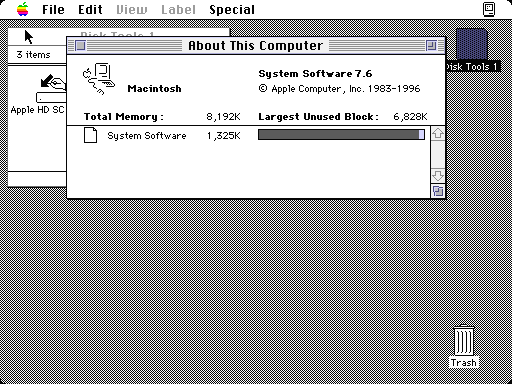 File Edit View Label Special
Disk Tools 1
3 items
Apple HD SC
About This Computer
Macintosh
System Software 7.6
© Apple Computer, Inc. 1983-1996
Total Memory: 8,192K Largest Unused Block: 6,828K
System Software 1,325K
Disk Tools 1
Trash